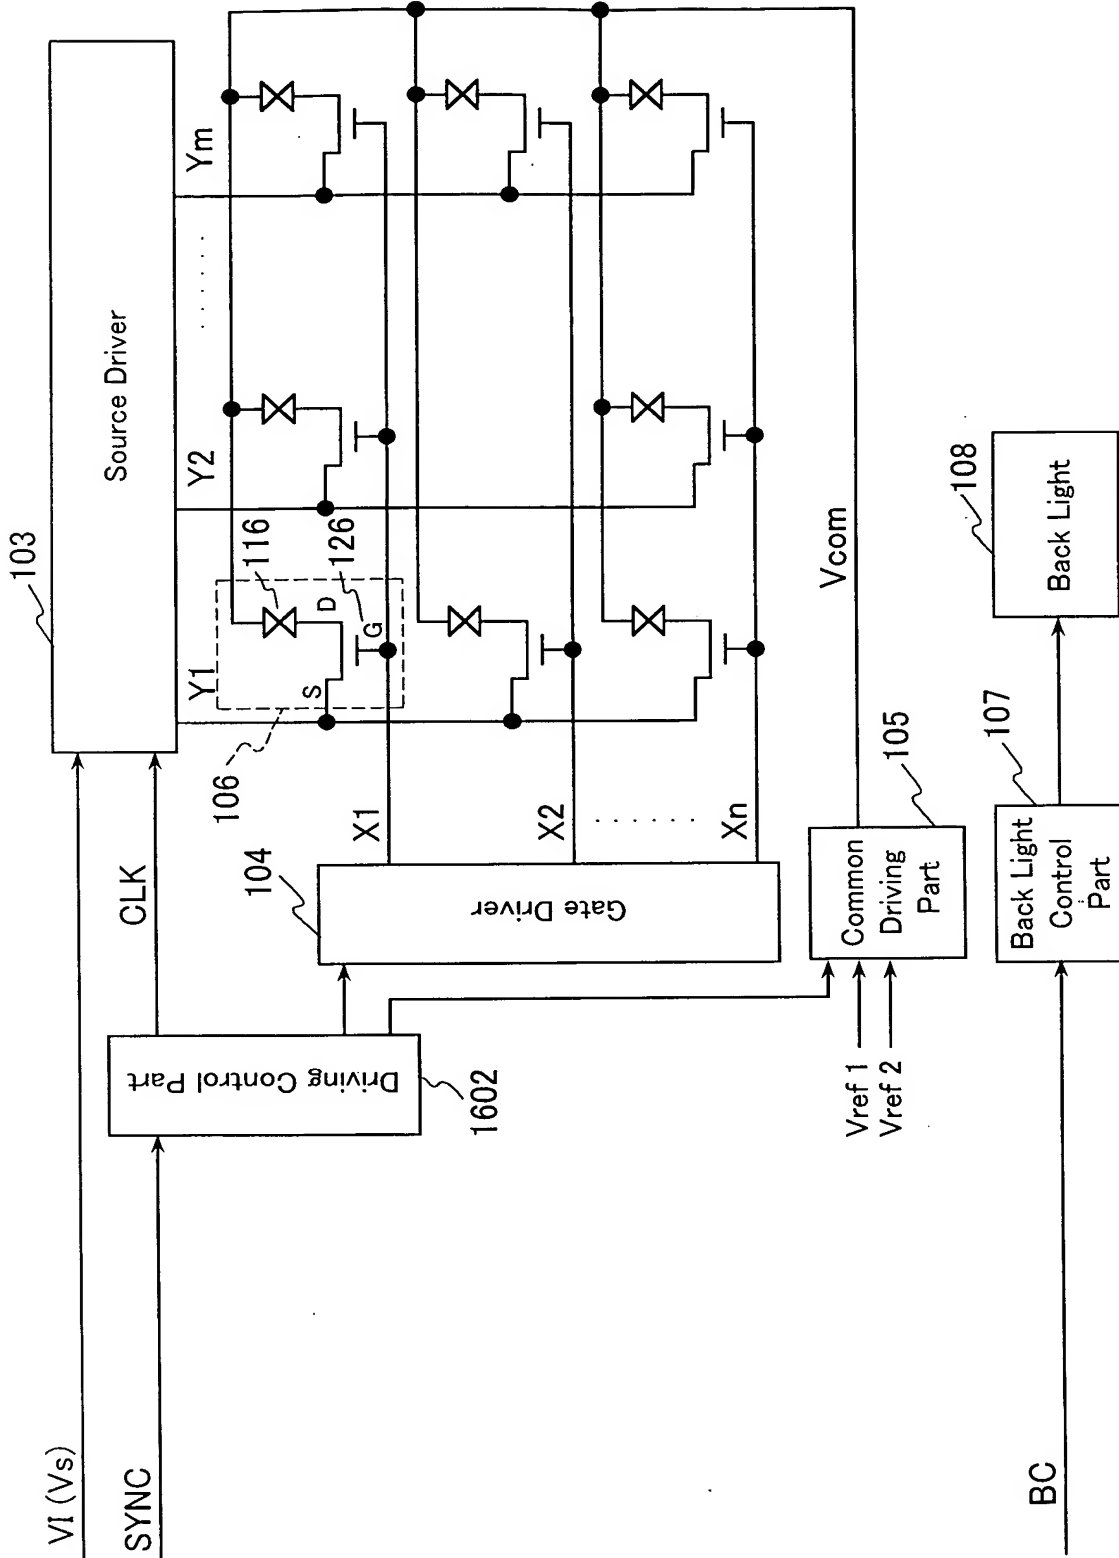 VI (Vs)
SYNC
CLK
103
Source Driver
Y1
Y2
. . . . . .
Ym
116
126
D
G
S
106
104
Gate Driver
X1
X2
. . . . . . .
Xn
Driving Control Part
1602
Vcom
105
Common
Driving
Part
Vref 1
Vref 2
BC
107
Back Light
Control
Part
108
Back Light